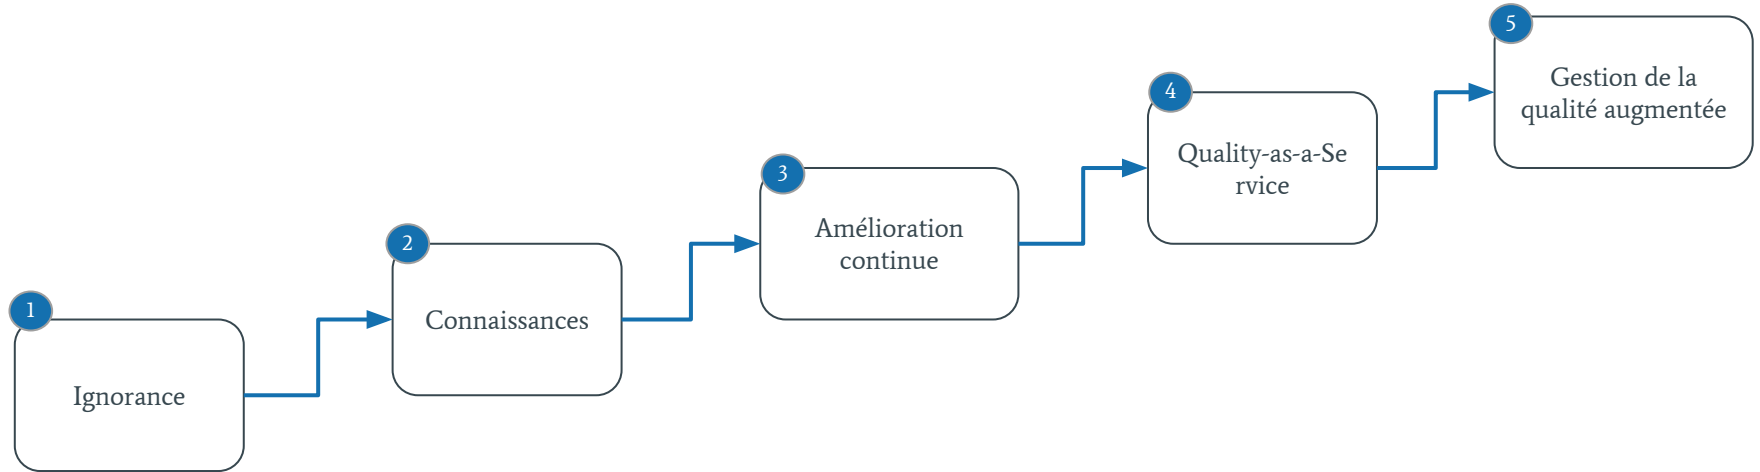 1
Ignorance
2
Connaissances
3
Amélioration
continue
4
Quality-as-a-Se
rvice
5
Gestion de la
qualité augmentée